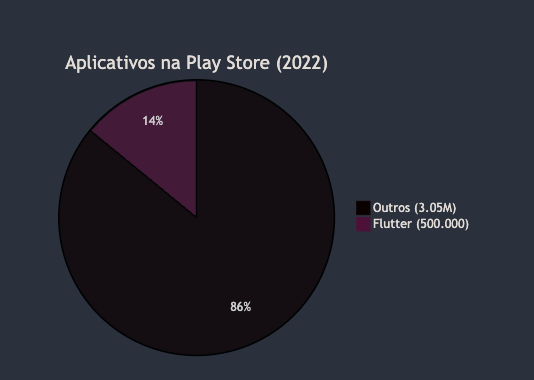 Aplicativos na Play Store (2022)
14%
Outros (3.05M)
Flutter (500.000)
86%